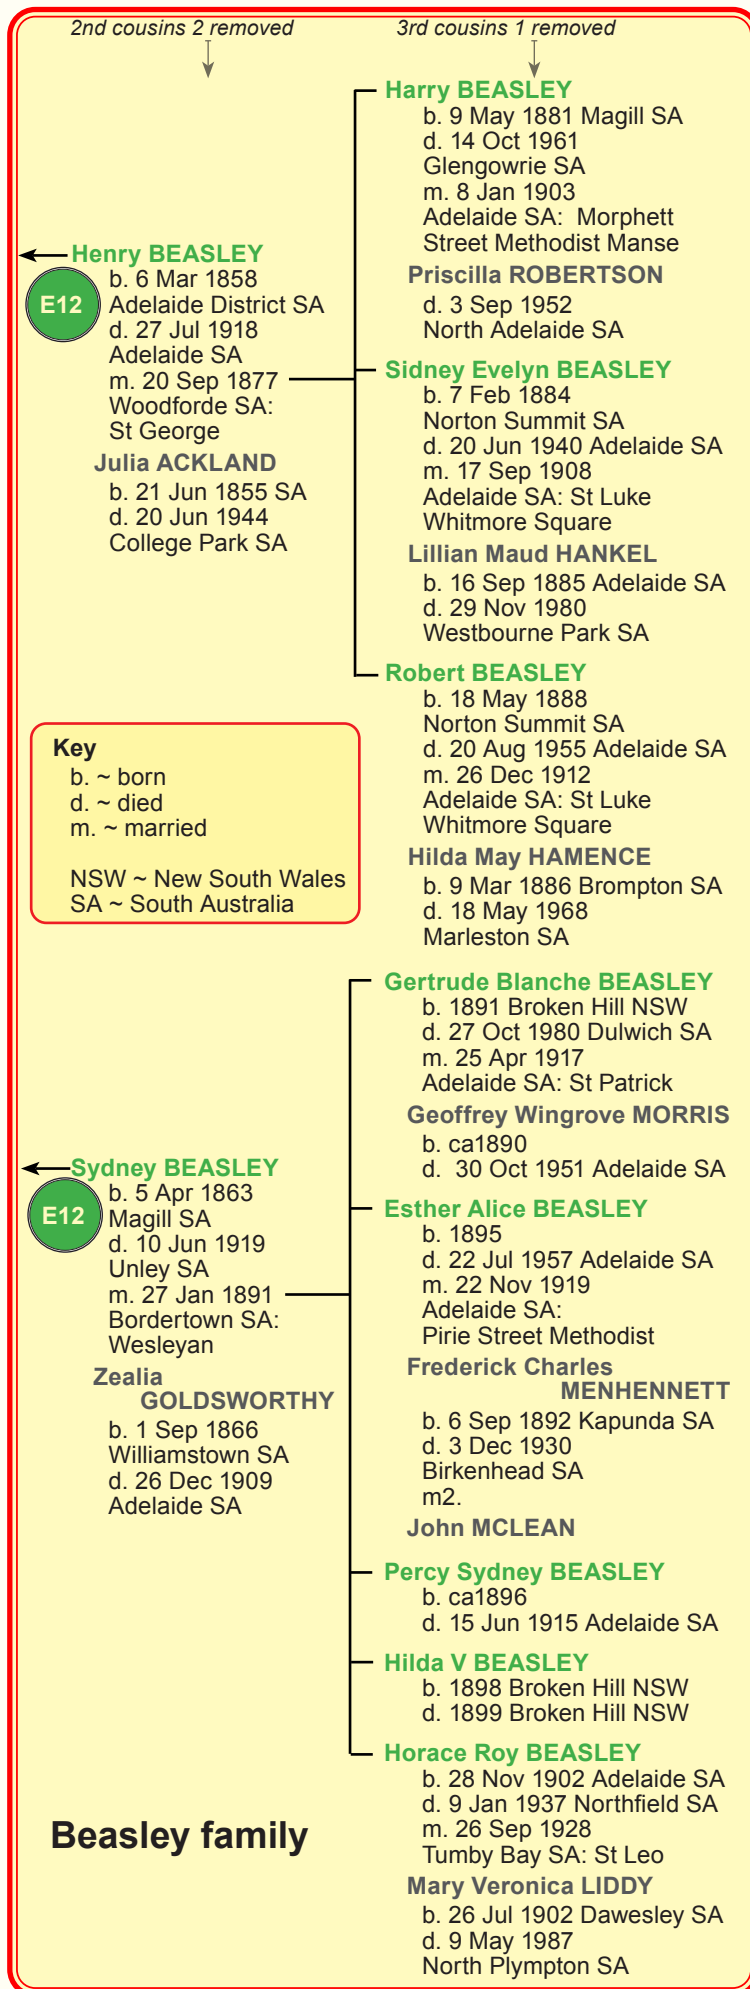 2nd cousins 2 removed
3rd cousins 1 removed
Henry BEASLEY
E12
b. 6 Mar 1858
Adelaide District SA
d. 27 Jul 1918
Adelaide SA
m. 20 Sep 1877
Woodforde SA:
St George
Julia ACKLAND
b. 21 Jun 1855 SA
d. 20 Jun 1944
College Park SA
Harry BEASLEY
b. 9 May 1881 Magill SA
d. 14 Oct 1961
Glengowrie SA
m. 8 Jan 1903
Adelaide SA: Morphett
Street Methodist Manse
Priscilla ROBERTSON
d. 3 Sep 1952
North Adelaide SA
Sidney Evelyn BEASLEY
b. 7 Feb 1884
Norton Summit SA
d. 20 Jun 1940 Adelaide SA
m. 17 Sep 1908
Adelaide SA: St Luke
Whitmore Square
Lillian Maud HANKEL
b. 16 Sep 1885 Adelaide SA
d. 29 Nov 1980
Westbourne Park SA
Robert BEASLEY
b. 18 May 1888
Norton Summit SA
d. 20 Aug 1955 Adelaide SA
m. 26 Dec 1912
Adelaide SA: St Luke
Whitmore Square
Hilda May HAMENCE
b. 9 Mar 1886 Brompton SA
d. 18 May 1968
Marleston SA
Key
b. ~ born
d. ~ died
m. ~ married
NSW ~ New South Wales
SA ~ South Australia
Sydney BEASLEY
E12
b. 5 Apr 1863
Magill SA
d. 10 Jun 1919
Unley SA
m. 27 Jan 1891
Bordertown SA:
Wesleyan
Zealia
GOLDSWORTHY
b. 1 Sep 1866
Williamstown SA
d. 26 Dec 1909
Adelaide SA
Gertrude Blanche BEASLEY
b. 1891 Broken Hill NSW
d. 27 Oct 1980 Dulwich SA
m. 25 Apr 1917
Adelaide SA: St Patrick
Geoffrey Wingrove MORRIS
b. ca1890
d. 30 Oct 1951 Adelaide SA
Esther Alice BEASLEY
b. 1895
d. 22 Jul 1957 Adelaide SA
m. 22 Nov 1919
Adelaide SA:
Pirie Street Methodist
Frederick Charles
MENHENNETT
b. 6 Sep 1892 Kapunda SA
d. 3 Dec 1930
Birkenhead SA
m2.
John MCLEAN
Percy Sydney BEASLEY
b. ca1896
d. 15 Jun 1915 Adelaide SA
Hilda V BEASLEY
b. 1898 Broken Hill NSW
d. 1899 Broken Hill NSW
Horace Roy BEASLEY
b. 28 Nov 1902 Adelaide SA
d. 9 Jan 1937 Northfield SA
m. 26 Sep 1928
Tumby Bay SA: St Leo
Mary Veronica LIDDY
b. 26 Jul 1902 Dawesley SA
d. 9 May 1987
North Plympton SA
Beasley family